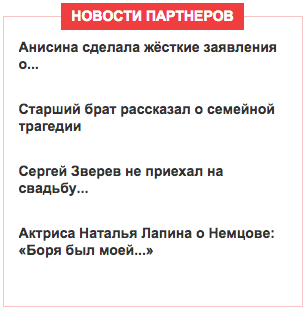 НОВОСТИ ПАРТНЕРОВ
Анисина сделала жёсткие заявления
о...
Старший брат рассказал о семейной
трагедии
Сергей Зверев не приехал на
свадьбу...
Актриса Наталья Лапина о Немцове:
«Боря был моей...»